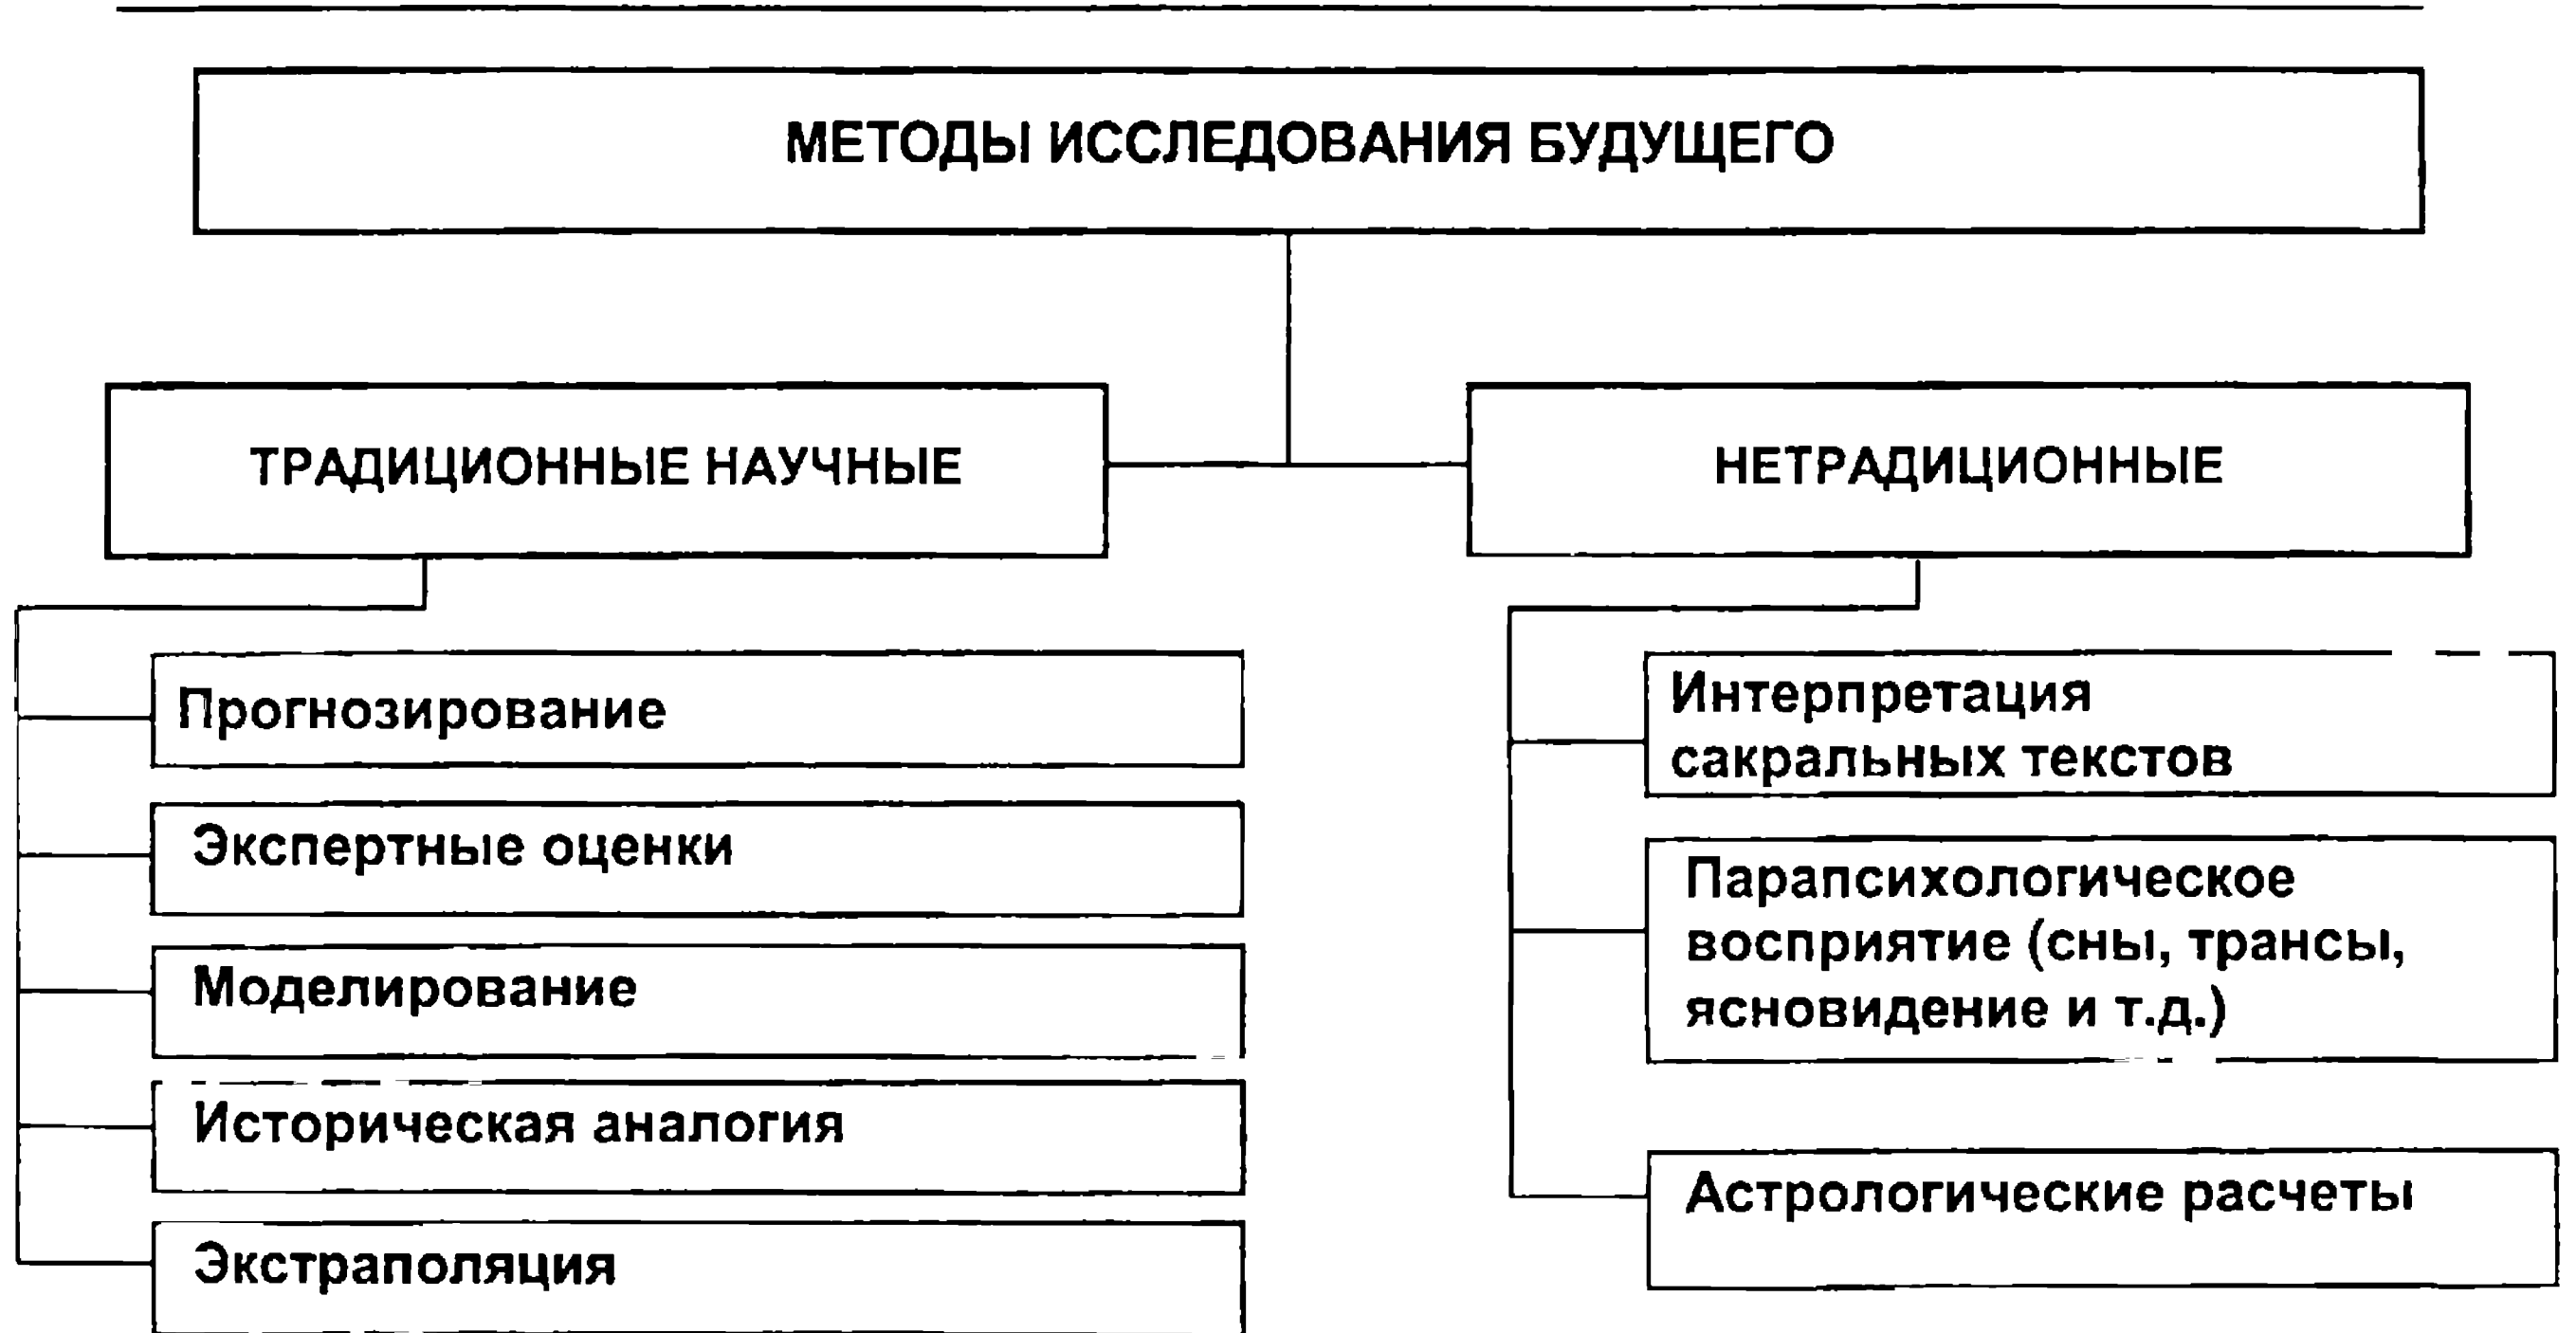 МЕТОДЫ ИССЛЕДОВАНИЯ БУДУЩЕГО
ТРАДИЦИОННЫЕ НАУЧНЫЕ
НЕТРАДИЦИОННЫЕ
Прогнозирование
Экспертные оценки
Моделирование
Историческая аналогия
Экстраполяция
Интерпретация
сакральных текстов
Парапсихологическое
восприятие (сны, трансы,
ясновидение и т.д.)
Астрологические расчеты